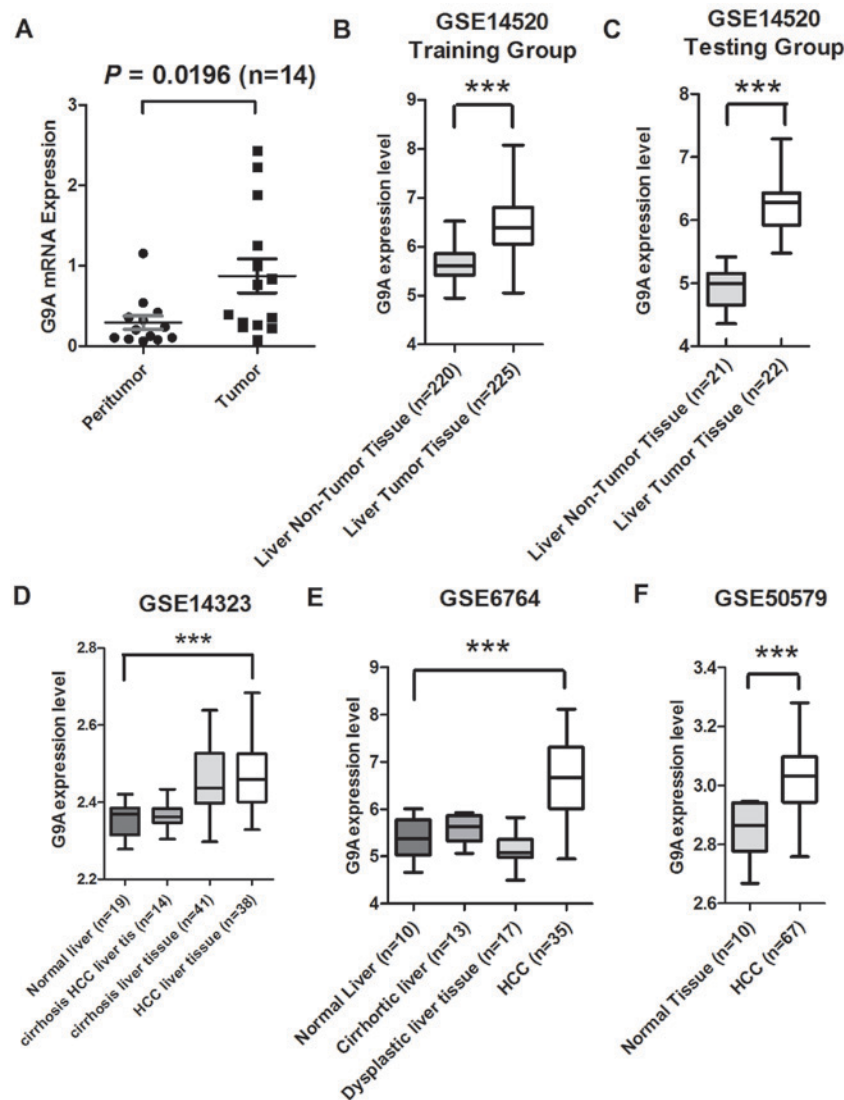 A
P = 0.0196 (n=14)
G9A mRNA Expression
3
2
1
0
Peritumor
Tumor
B
GSE14520
Training Group
***
G9A expression level
9
8
7
6
5
4
Liver Non-Tumor Tissue (n=220)
Liver Tumor Tissue (n=225)
C
GSE14520
Testing Group
***
G9A expression level
8
7
6
5
4
Liver Non-Tumor Tissue (n=21)
Liver Tumor Tissue (n=22)
D
GSE14323
***
G9A expression level
2.8
2.6
2.4
2.2
Normal liver (n=19)
cirrhosis HCC liver tis (n=14)
cirrhosis liver tissue (n=41)
HCC liver tissue (n=38)
E
GSE6764
***
G9A expression level
9
8
7
6
5
4
Normal Liver (n=10)
Cirrhortic liver (n=13)
Dysplastic liver tissue (n=17)
HCC (n=35)
F
GSE50579
***
G9A expression level
3.4
3.2
3.0
2.8
2.6
Normal Tissue (n=10)
HCC (n=67)